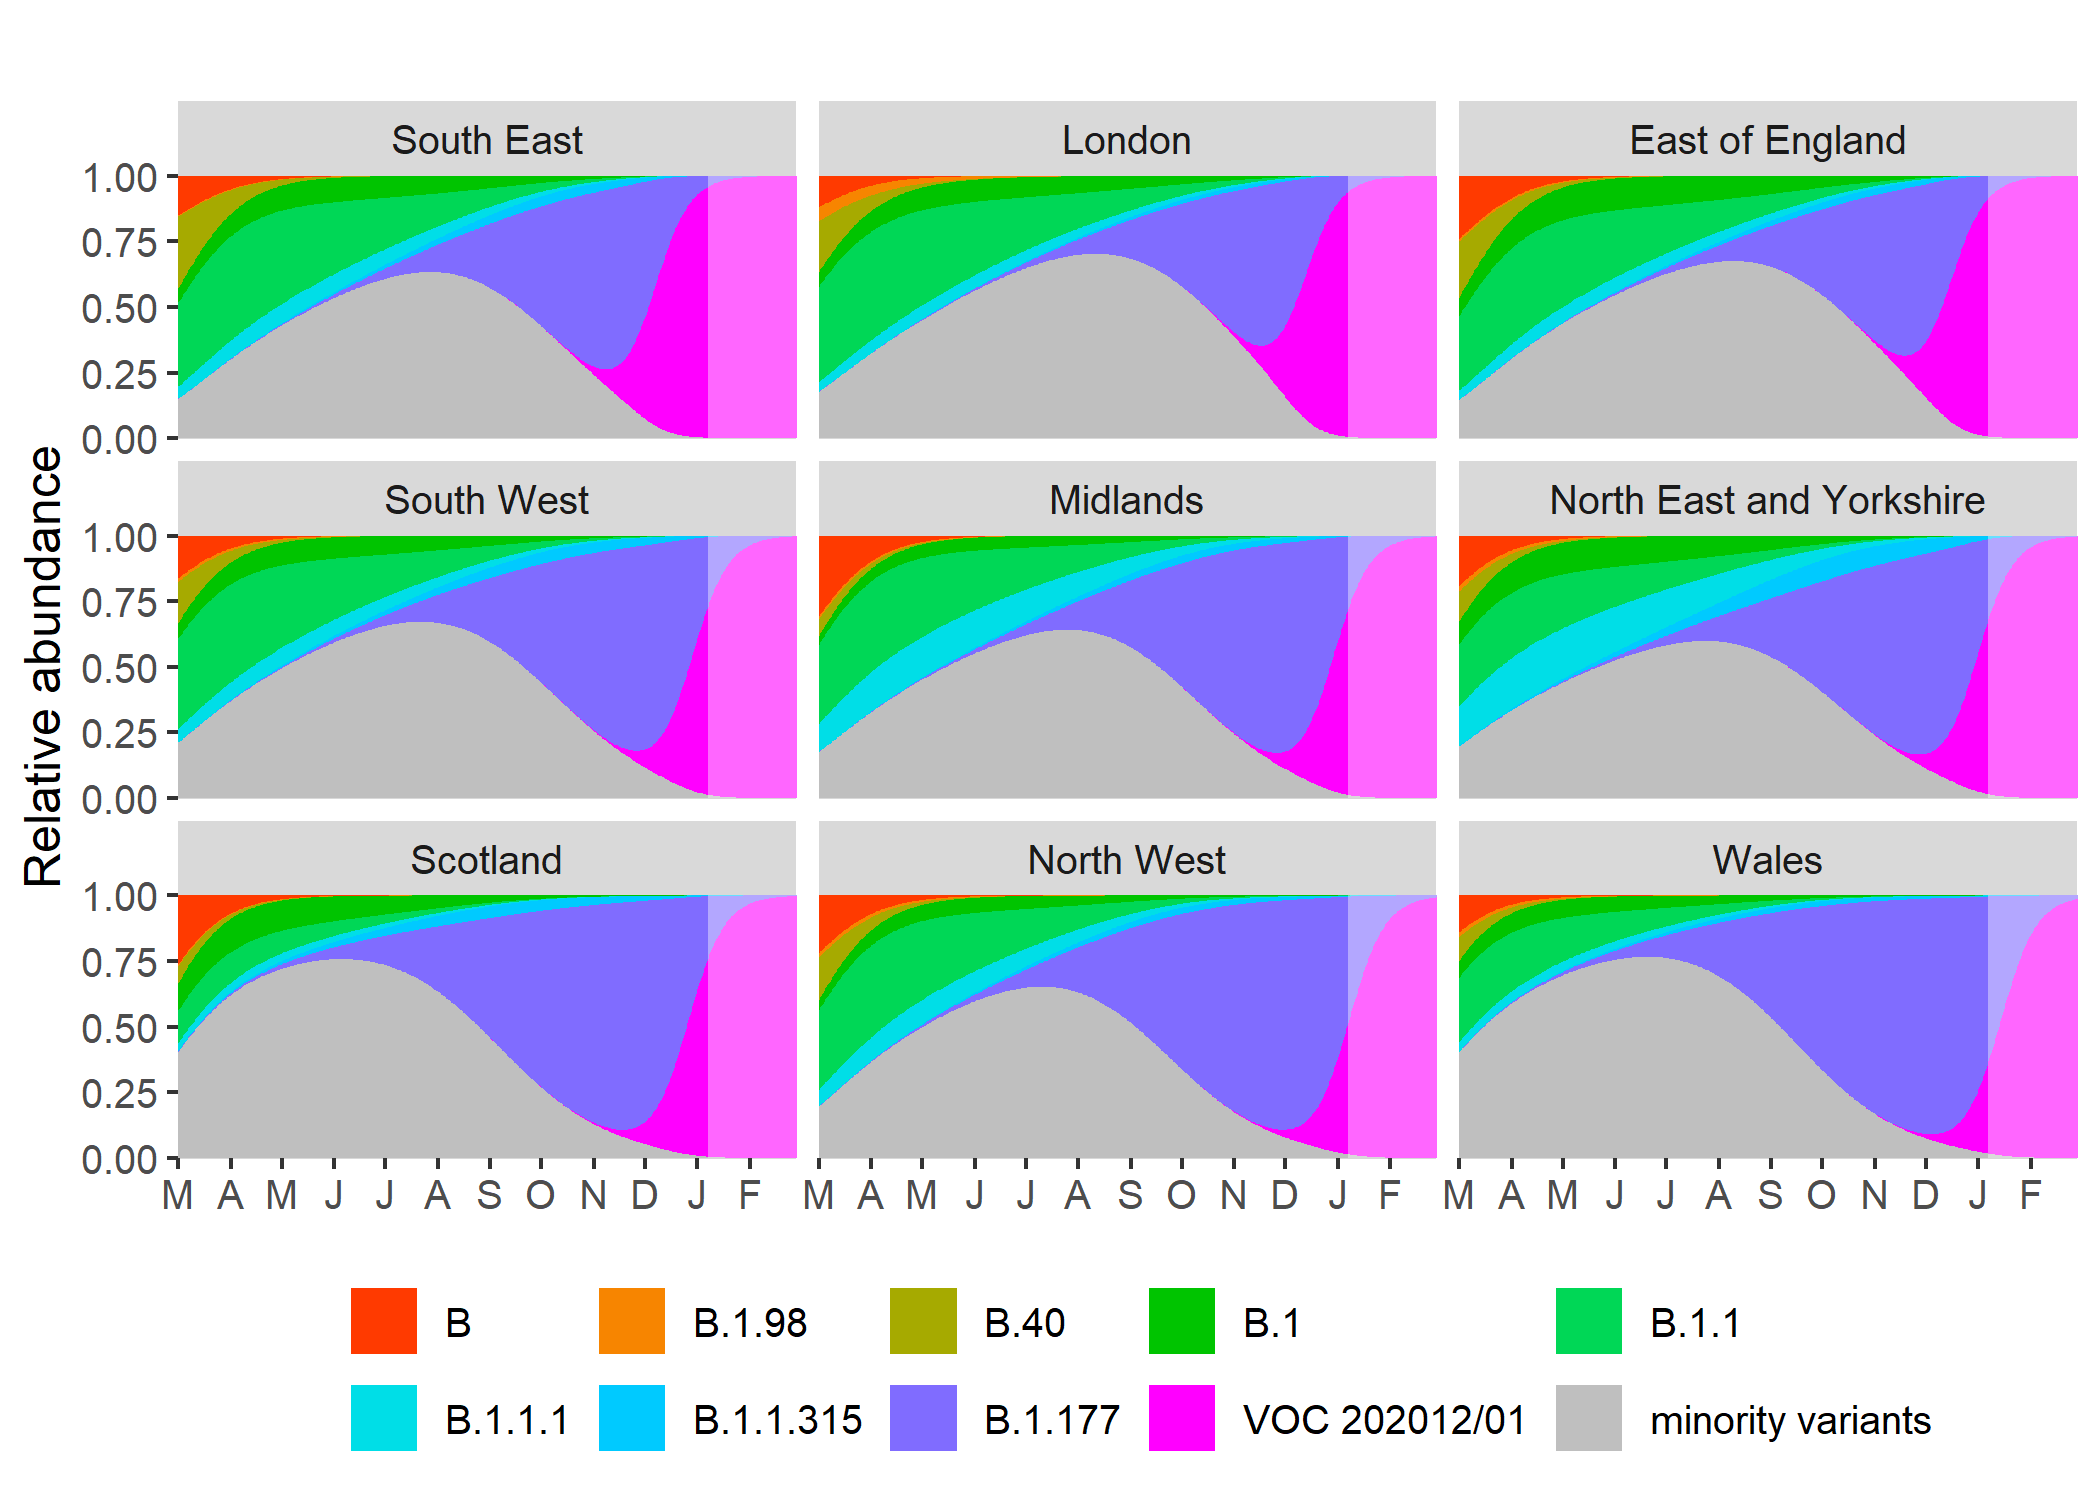 South East
London
East of England
1.00
0.75
0.50
0.25
0.00
South West
Midlands
North East and Yorkshire
1.00
0.75
0.50
0.25
0.00
Relative abundance
Scotland
North West
Wales
1.00
0.75
0.50
0.25
0.00
M A M J J A S O N D J F
M A M J J A S O N D J F
M A M J J A S O N D J F
B
B.1.98
B.40
B.1
B.1.1
B.1.1.1
B.1.1.315
B.1.177
VOC 202012/01
minority variants